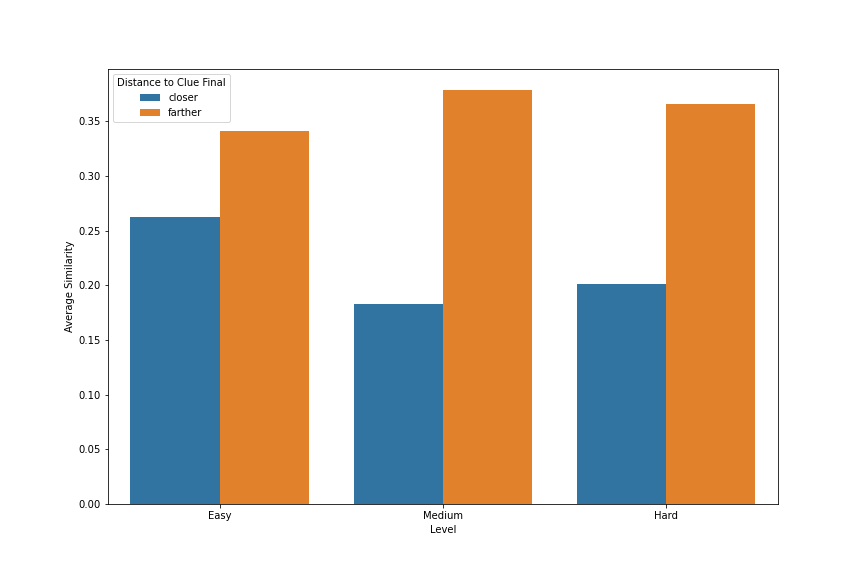 Distance to Clue Final
closer
farther
0.35
0.30
0.25
0.20
0.15
0.10
0.05
0.00
Average Similarity
Easy
Medium
Hard
Level